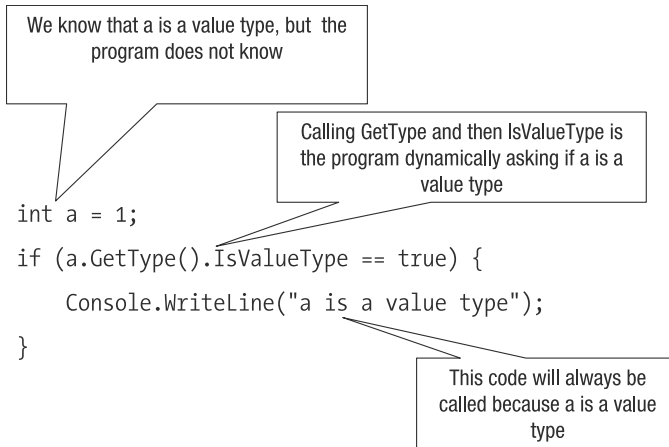 We know that a is a value type, but the
program does not know
Calling GetType and then IsValueType is
the program dynamically asking if a is a
value type
int a = 1;
if (a.GetType().IsValueType == true) {
    Console.WriteLine("a is a value type");
}
This code will always be
called because a is a value
type